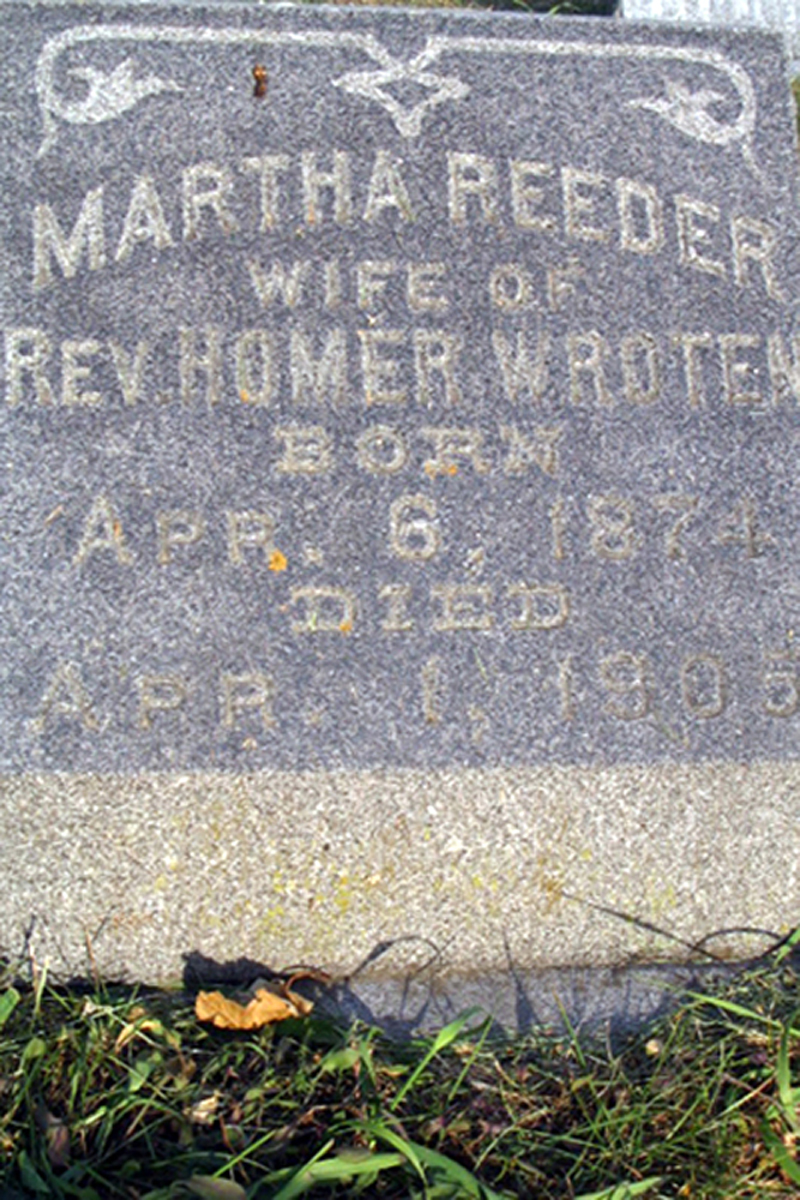 MARTHA REEDER
WIFE OF
REV. HOMER WROTEN
BORN
APR. 6, 1874
DIED
APR. 1, 1905